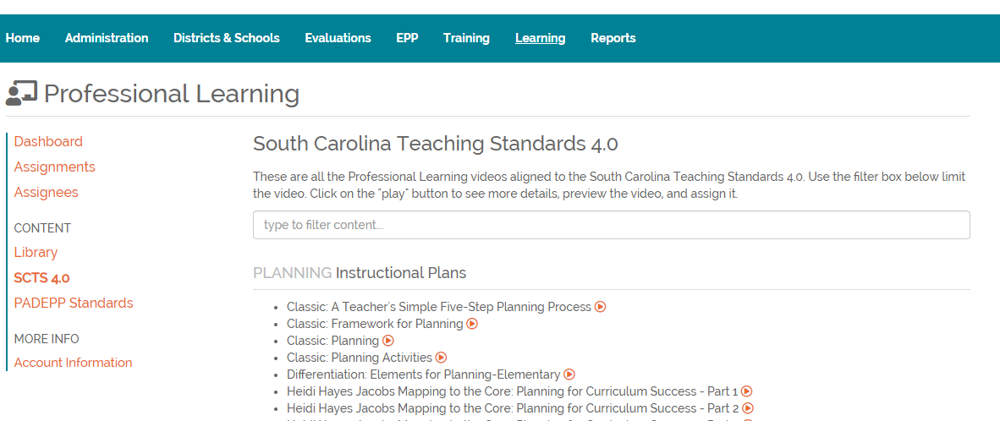 Home Administration Districts & Schools Evaluations EPP Training Learning Reports
Professional Learning
Dashboard
Assignments
Assignees
CONTENT
Library
SCTS 4.0
PADEPP Standards
MORE INFO
Account Information
South Carolina Teaching Standards 4.0
These are all the Professional Learning videos aligned to the South Carolina Teaching Standards 4.0. Use the filter box below limit
the video. Click on the "play" button to see more details, preview the video, and assign it.
type to filter content...
PLANNING Instructional Plans
Classic: A Teacher's Simple Five-Step Planning Process
Classic: Framework for Planning
Classic: Planning
Classic: Planning Activities
Differentiation: Elements for Planning-Elementary
Heidi Hayes Jacobs Mapping to the Core: Planning for Curriculum Success - Part 1
Heidi Hayes Jacobs Mapping to the Core: Planning for Curriculum Success - Part 2